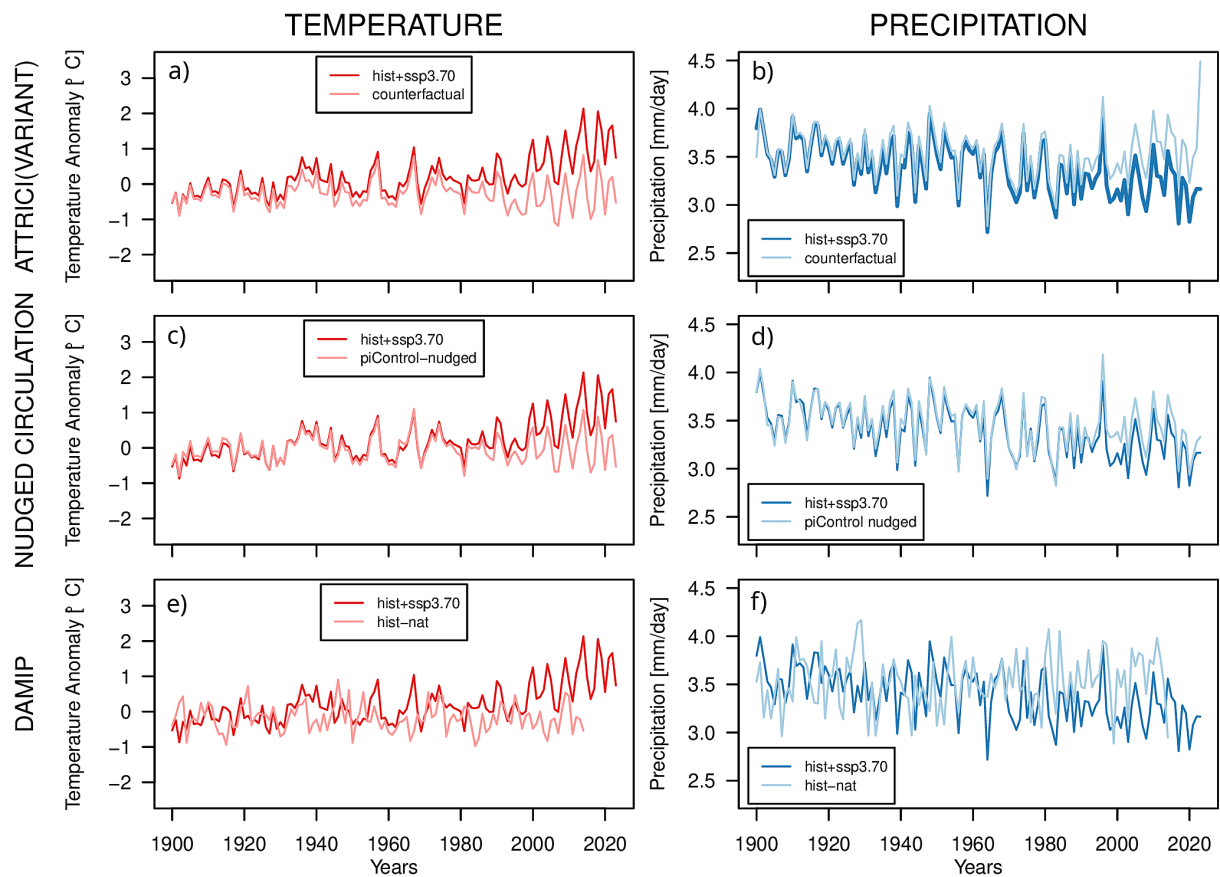 TEMPERATURE
PRECIPITATION
ATTRICI(VARIANT)
Temperature Anomaly [° C]
3
2
1
0
−1
−2
a)
hist+ssp3.70
counterfactual
Precipitation [mm/day]
4.5
4.0
3.5
3.0
2.5
b)
hist+ssp3.70
counterfactual
NUDGED CIRCULATION
Temperature Anomaly [° C]
3
2
1
0
−1
−2
c)
hist+ssp3.70
piControl−nudged
Precipitation [mm/day]
4.5
4.0
3.5
3.0
2.5
d)
hist+ssp3.70
piControl nudged
DAMIP
Temperature Anomaly [° C]
3
2
1
0
−1
−2
e)
hist+ssp3.70
hist−nat
1900 1920 1940 1960 1980 2000 2020
Years
Precipitation [mm/day]
4.5
4.0
3.5
3.0
2.5
f)
hist+ssp3.70
hist−nat
1900 1920 1940 1960 1980 2000 2020
Years